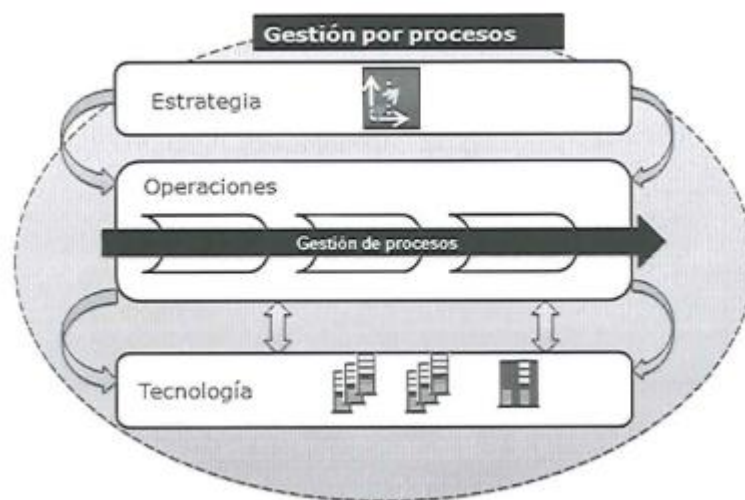 Gestión por procesos
Estrategia
Operaciones
Gestión de procesos
Tecnología